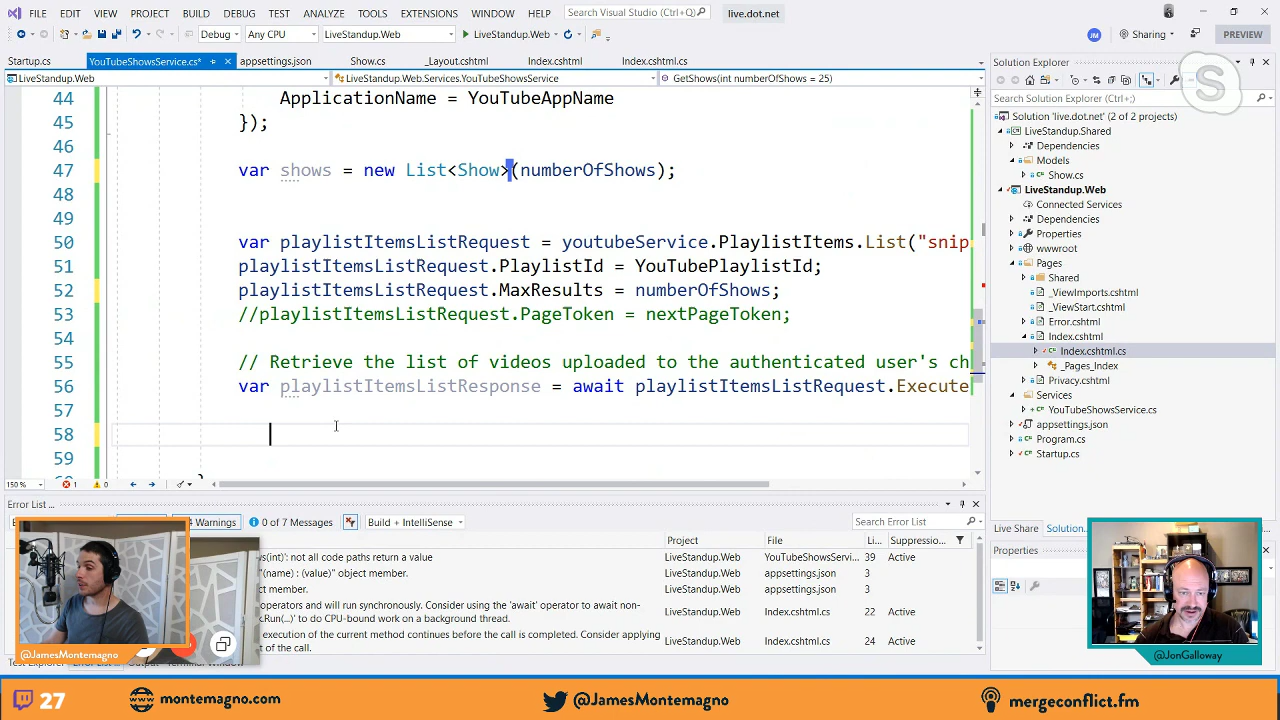 File Edit View Project Build Debug Test Analyze Tools Extensions Window Help Search Visual Studio (Ctrl+Q) live.dot.net
Debug Any CPU LiveStandup.Web LiveStandup.Web JM Sharing PREVIEW
Startup.cs YouTubeShowsService.cs* appsettings.json Show.cs _Layout.cshtml Index.cshtml Index.cshtml.cs
LiveStandup.Web LiveStandup.Web.Services.YouTubeShowsService GetShows(int numberOfShows = 25)
44 ApplicationName = YouTubeAppName
45 });
46
47 var shows = new List<Show>(numberOfShows);
48
49
50 var playlistItemsListRequest = youtubeService.PlaylistItems.List("snip
51 playlistItemsListRequest.PlaylistId = YouTubePlaylistId;
52 playlistItemsListRequest.MaxResults = numberOfShows;
53 //playlistItemsListRequest.PageToken = nextPageToken;
54
55 // Retrieve the list of videos uploaded to the authenticated user's ch
56 var playlistItemsListResponse = await playlistItemsListRequest.Execute
57
58
59
}
150 % 1 0
Solution Explorer
Search Solution Explorer (Ctrl+;)
Solution 'live.dot.net' (2 of 2 projects)
LiveStandup.Shared
Dependencies
Models
Show.cs
LiveStandup.Web
Connected Services
Dependencies
Properties
wwwroot
Pages
Shared
_ViewImports.cshtml
_ViewStart.cshtml
Error.cshtml
Index.cshtml
Index.cshtml.cs
_Pages_Index
Privacy.cshtml
Services
YouTubeShowsService.cs
appsettings.json
Program.cs
Startup.cs
Live Share Solution...
Properties
Error List ...
4 Warnings 0 of 7 Messages Build + IntelliSense Search Error List
Project File Li... Suppressio...
s(int)': not all code paths return a value LiveStandup.Web YouTubeShowsServi... 39 Active
"(name) : (value)" object member. LiveStandup.Web appsettings.json 3
ject member. LiveStandup.Web appsettings.json 3
operators and will run synchronously. Consider using the 'await' operator to await non-
.Run(...)' to do CPU-bound work on a background thread. LiveStandup.Web Index.cshtml.cs 22 Active
execution of the current method continues before the call is completed. Consider applying
of the call. LiveStandup.Web Index.cshtml.cs 24 Active
@JamesMontemagno
@JonGalloway
27 montemagno.com @JamesMontemagno mergeconflict.fm